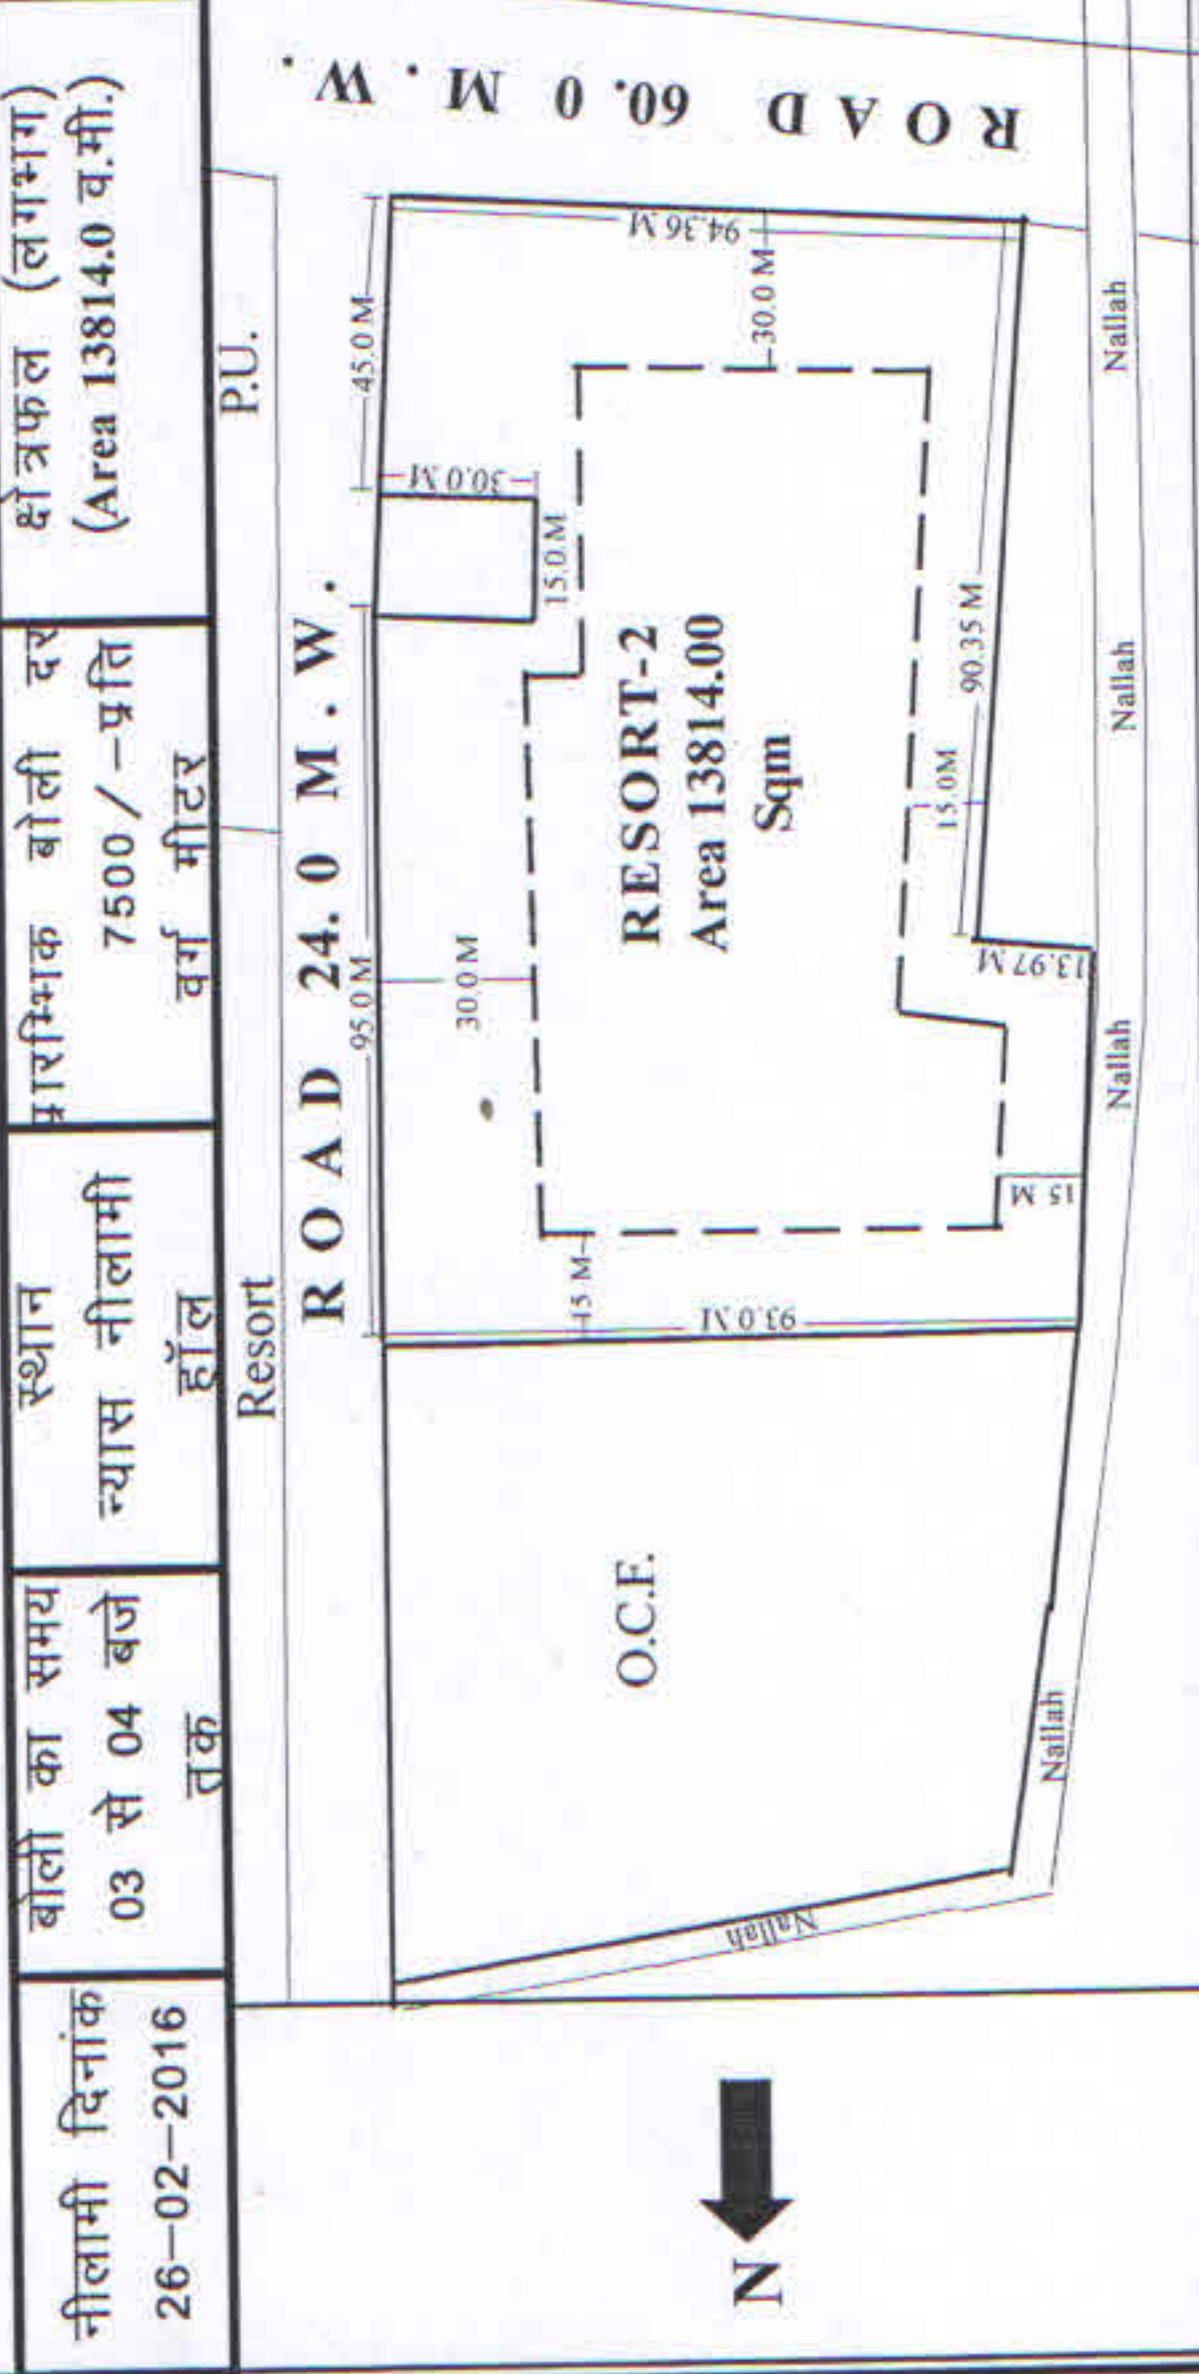 नीलामी दिनांक
26–02–2016
बोली का समय
03 से 04 बजे
तक
स्थान
न्यास नीलामी
हॉल
प्रारम्भिक बोली दर
7500/–प्रति
वर्ग मीटर
क्षेत्रफल (लगभग)
(Area 13814.0 व.मी.)
Resort
P.U.
ROAD 24.0 M.W.
ROAD 60.0 M.W.
95.0 M
45.0 M
30.0 M
15.0 M
30.0 M
94.36 M
30.0 M
RESORT-2
Area 13814.00
Sqm
15.0M
90.35 M
13.97 M
15 M
15 M
93.0 M
O.C.F.
Nallah
Nallah
Nallah
Nallah
Nallah
N